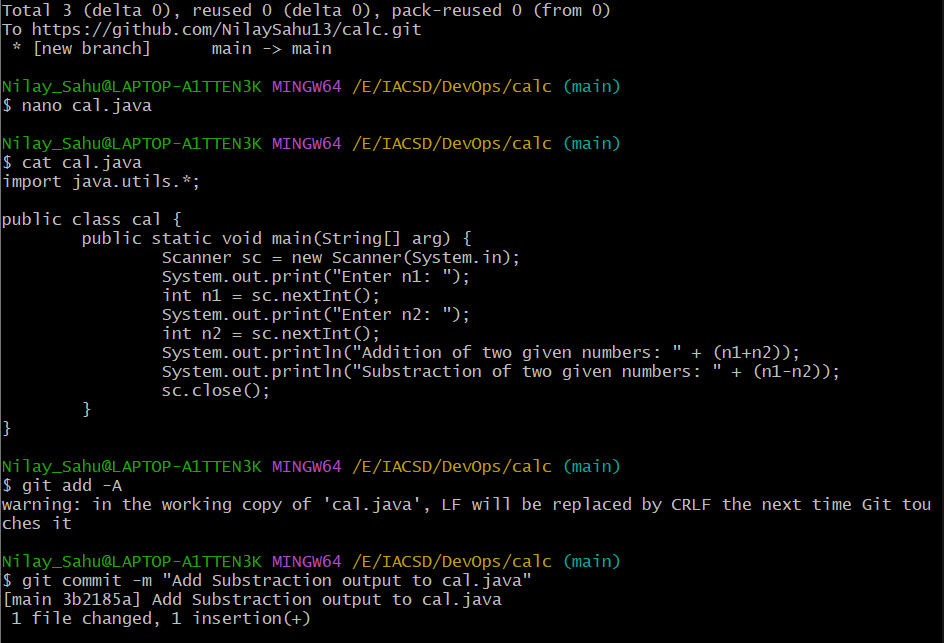 Total 3 (delta 0), reused 0 (delta 0), pack-reused 0 (from 0)
To https://github.com/NilaySahu13/calc.git
 * [new branch]      main -> main

Nilay_Sahu@LAPTOP-A1TTEN3K MINGW64 /E/IACSD/DevOps/calc (main)
$ nano cal.java

Nilay_Sahu@LAPTOP-A1TTEN3K MINGW64 /E/IACSD/DevOps/calc (main)
$ cat cal.java
import java.utils.*;

public class cal {
        public static void main(String[] arg) {
                Scanner sc = new Scanner(System.in);
                System.out.print("Enter n1: ");
                int n1 = sc.nextInt();
                System.out.print("Enter n2: ");
                int n2 = sc.nextInt();
                System.out.println("Addition of two given numbers: " + (n1+n2));
                System.out.println("Substraction of two given numbers: " + (n1-n2));
                sc.close();
        }
}

Nilay_Sahu@LAPTOP-A1TTEN3K MINGW64 /E/IACSD/DevOps/calc (main)
$ git add -A
warning: in the working copy of 'cal.java', LF will be replaced by CRLF the next time Git tou
ches it

Nilay_Sahu@LAPTOP-A1TTEN3K MINGW64 /E/IACSD/DevOps/calc (main)
$ git commit -m "Add Substraction output to cal.java"
[main 3b2185a] Add Substraction output to cal.java
 1 file changed, 1 insertion(+)